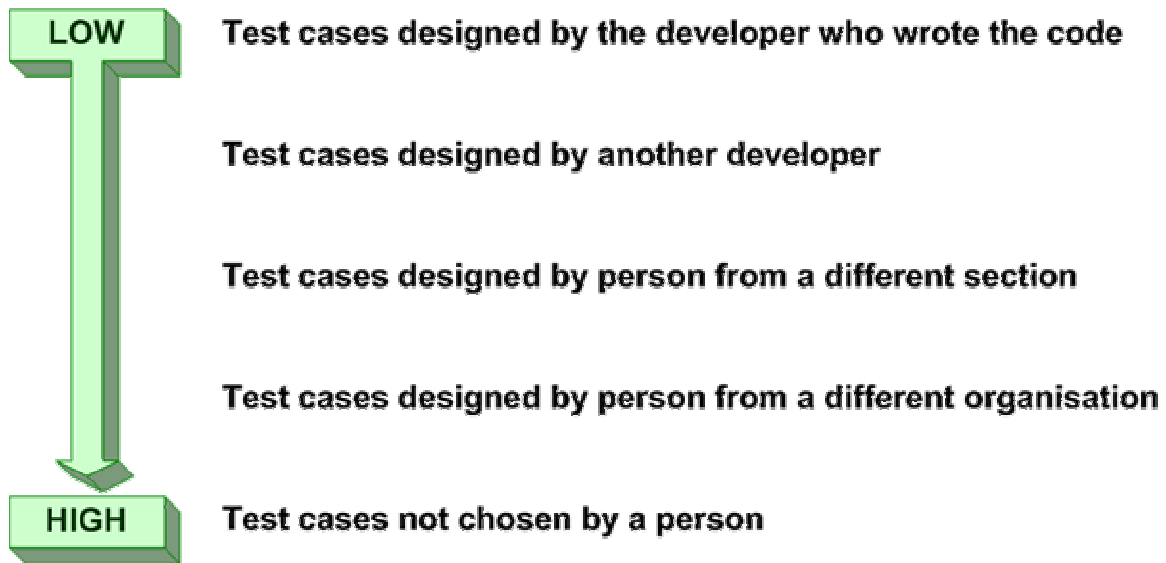 LOW
Test cases designed by the developer who wrote the code
Test cases designed by another developer
Test cases designed by person from a different section
Test cases designed by person from a different organisation
HIGH
Test cases not chosen by a person